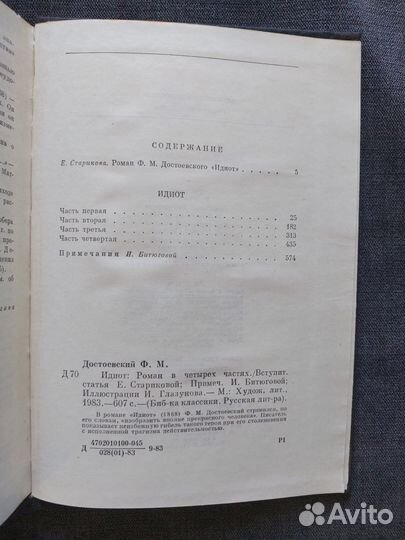 СОДЕРЖАНИЕ
Е. Старикова. Роман Ф. М. Достоевского «Идиот» . . . . . 5
ИДИОТ
Часть первая . . . . . . . . . . . . . . . . 25
Часть вторая . . . . . . . . . . . . . . . . 182
Часть третья . . . . . . . . . . . . . . . . 313
Часть четвертая . . . . . . . . . . . . . . . 435
Примечания И. Битюговой . . . . . . . . . . 574
Достоевский Ф. М.
Д70 Идиот: Роман в четырех частях./Вступит.
статья Е. Стариковой; Примеч. И. Битюговой;
Иллюстрации И. Глазунова.— М.: Худож. лит.,
1983.—607 с.—(Биб-ка классики. Русская лит-ра).
В романе «Идиот» (1868) Ф. М. Достоевский стремился, по
его словам, «изобразить вполне прекрасного человека». Писатель
показывает неизбежную гибель такого героя при его столкновении
с исполненной трагизма действительностью.
Д 4702010100-045 9-83
028(01)-83
Р1
Avito